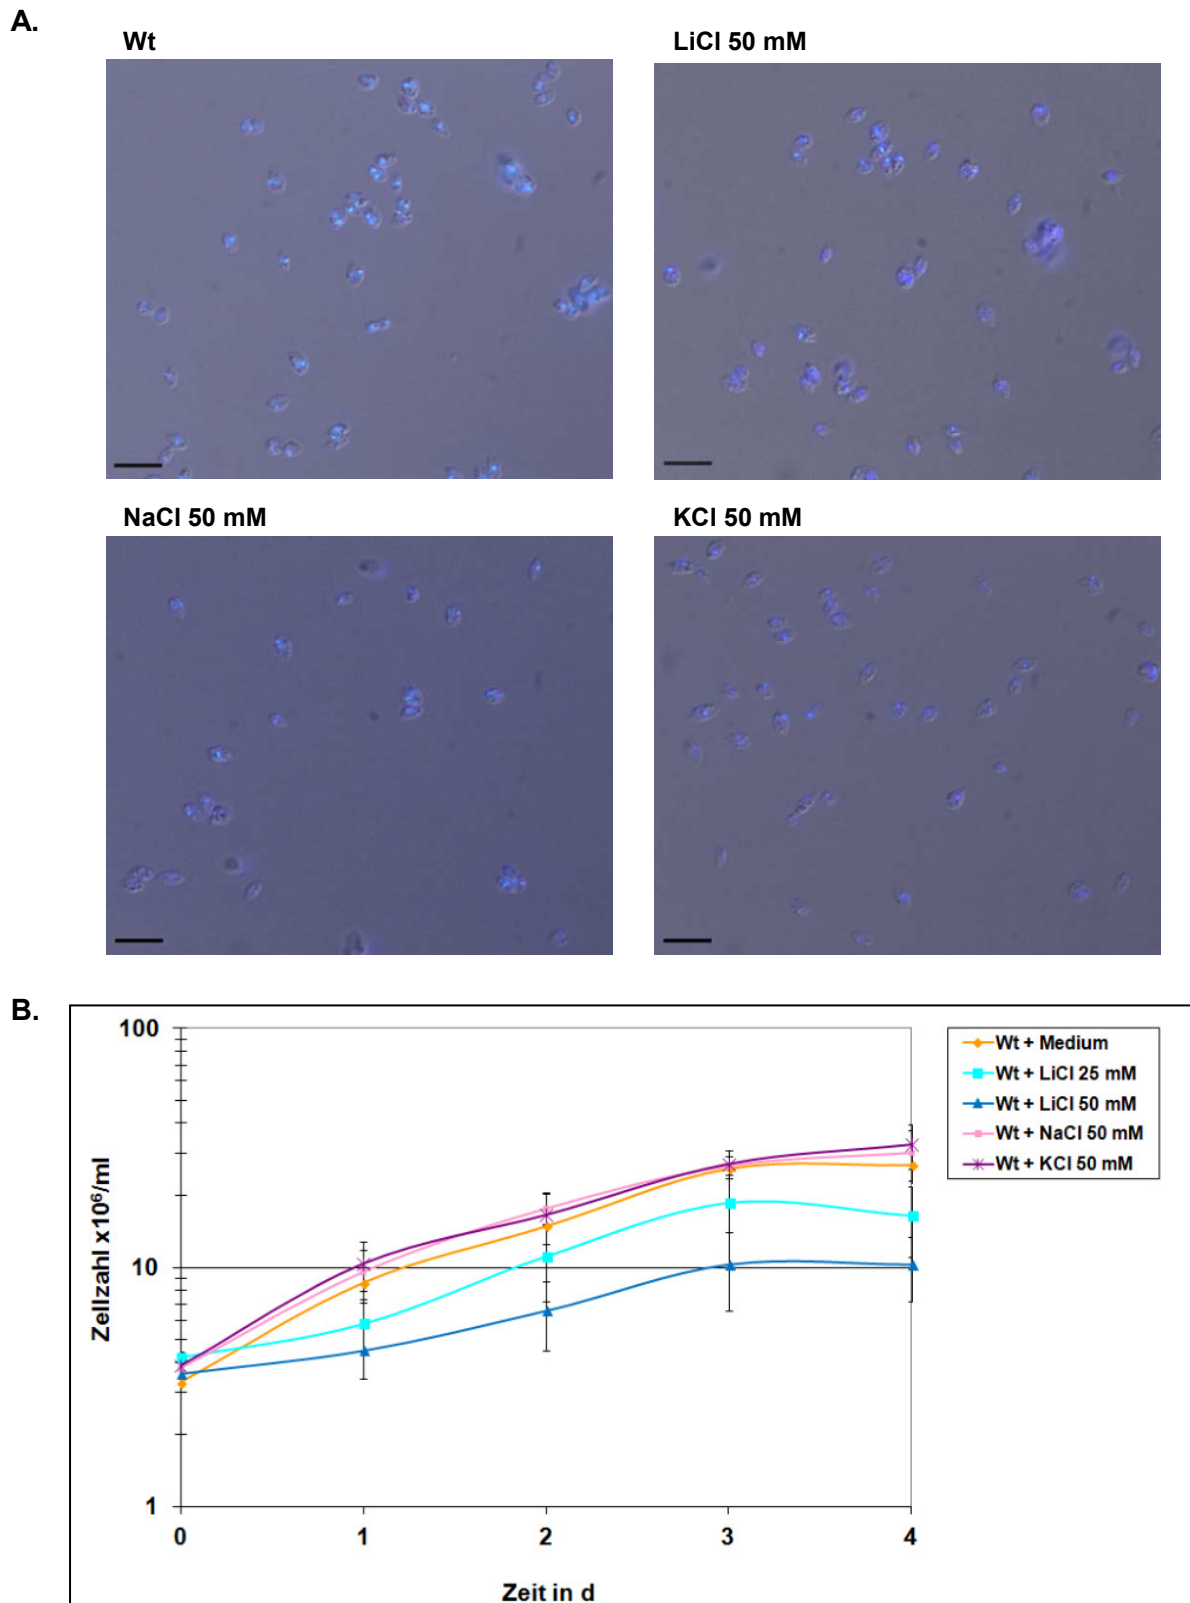 A.
Wt
LiCl 50 mM
NaCl 50 mM
KCl 50 mM
B.
100
10
1
Zellzahl x10⁶/ml
0 1 2 3 4
Zeit in d
Wt + Medium
Wt + LiCl 25 mM
Wt + LiCl 50 mM
Wt + NaCl 50 mM
Wt + KCl 50 mM